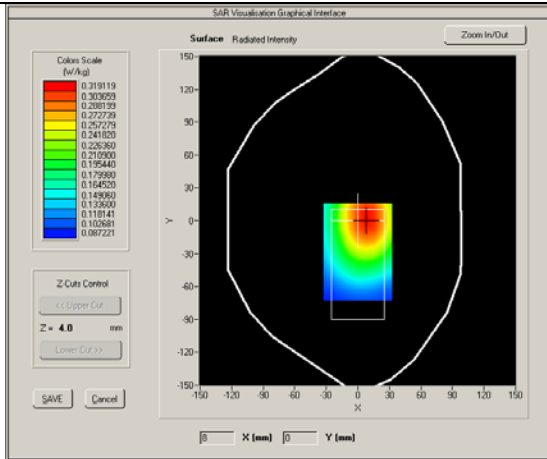 SAR Visualisation Graphical Interface
Surface Radiated Intensity
Zoom In/Out
Colors Scale
(W/kg)
0.319119
0.303659
0.288199
0.272739
0.257279
0.241820
0.226360
0.210900
0.195440
0.179980
0.164520
0.149060
0.133600
0.118141
0.102681
0.087221
Z-Cuts Control
<< Upper Cut
Z = 4.0 mm
Lower Cut >>
SAVE Cancel
150-
120-
90-
60-
30-
0-
-30-
-60-
-90-
-120-
-150-
Y
-150 -120 -90 -60 -30 0 30 60 90 120 150
X
8 X (mm) 0 Y (mm)